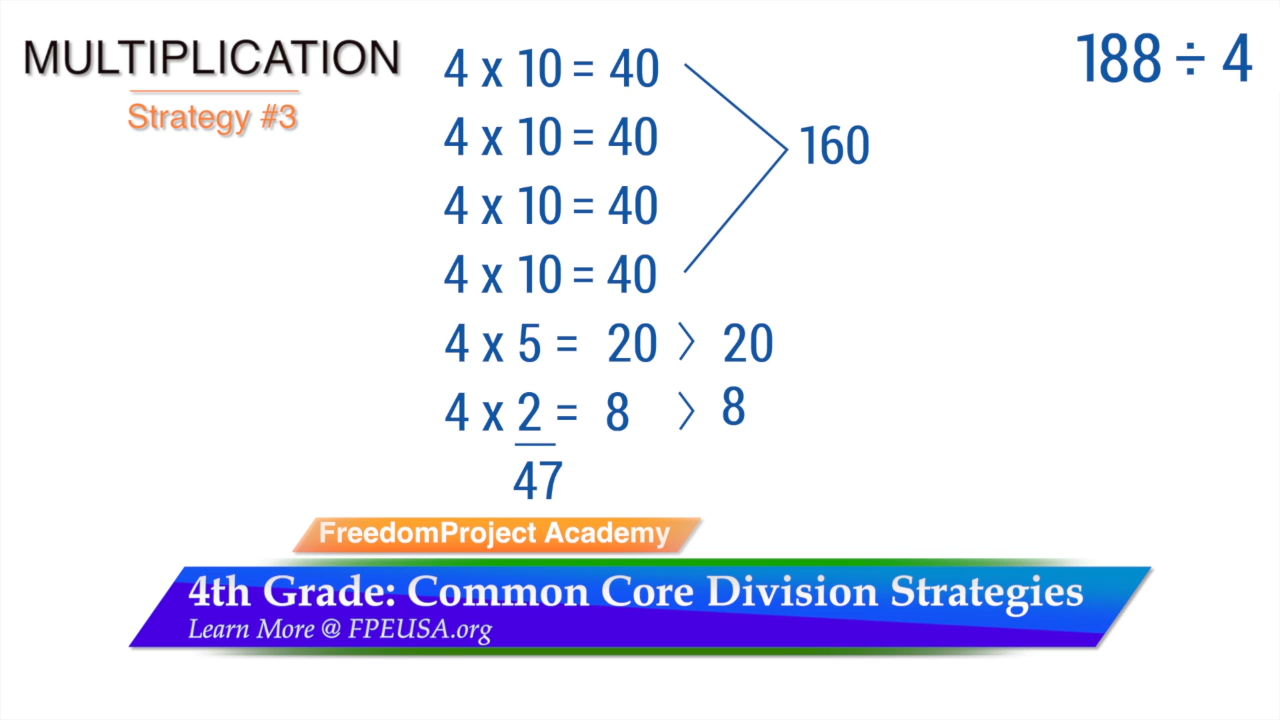 MULTIPLICATION
Strategy #3
188 ÷ 4
4 x 10 = 40
4 x 10 = 40
160
4 x 10 = 40
4 x 10 = 40
4 x 5 = 20 〉 20
4 x 2 = 8 〉 8
47
FreedomProject Academy
4th Grade: Common Core Division Strategies
Learn More @ FPEUSA.org